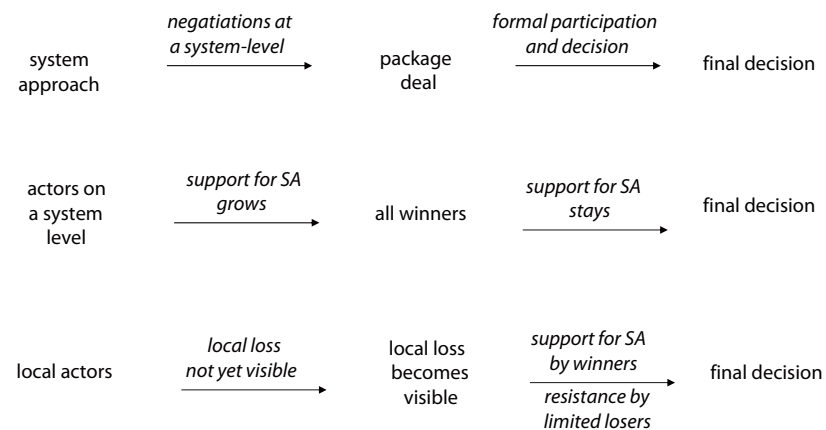 negatiations at
a system-level
formal participation
and decision
system
approach
package
deal
final decision
actors on
a system
level
support for SA
grows
all winners
support for SA
stays
final decision
local actors
local loss
not yet visible
local loss
becomes
visible
support for SA
by winners
resistance by
limited losers
final decision